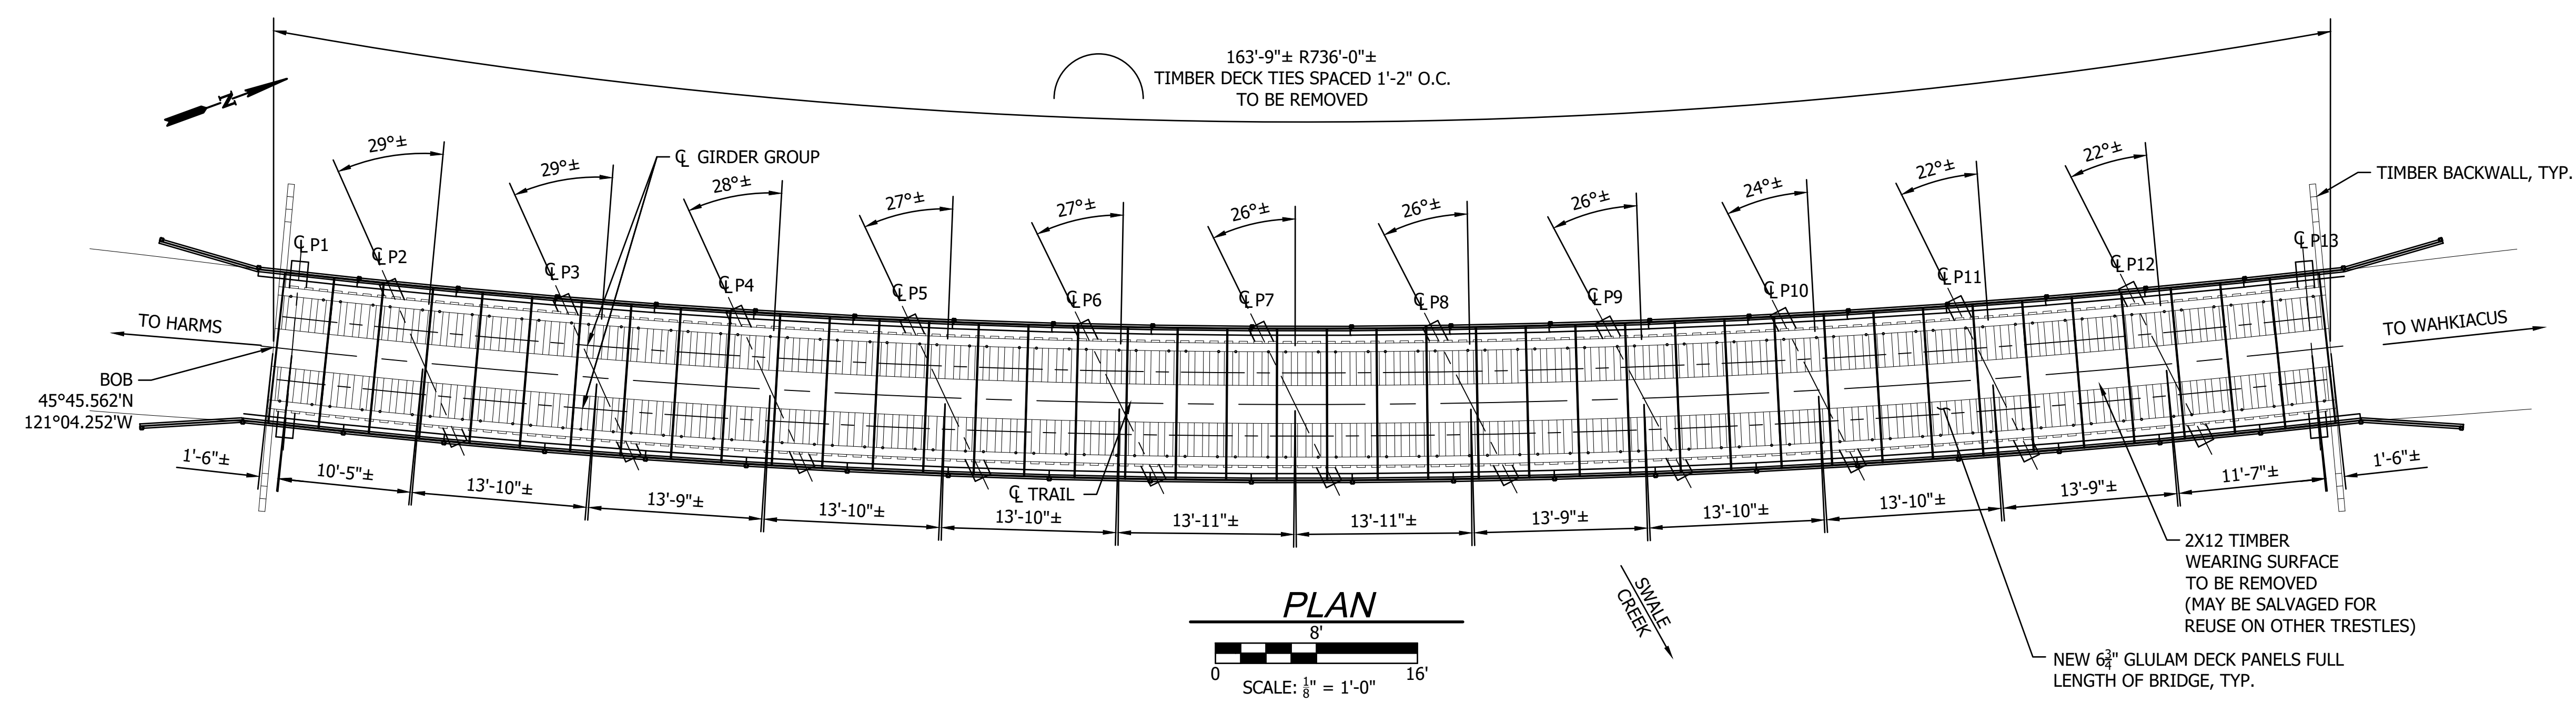 163'-9"± R736'-0"±
TIMBER DECK TIES SPACED 1'-2" O.C.
TO BE REMOVED
N
29°±
29°±
28°±
27°±
27°±
26°±
26°±
26°±
24°±
22°±
22°±
℄ GIRDER GROUP
TIMBER BACKWALL, TYP.
℄ P1
℄ P2
℄ P3
℄ P4
℄ P5
℄ P6
℄ P7
℄ P8
℄ P9
℄ P10
℄ P11
℄ P12
℄ P13
TO HARMS
TO WAHKIACUS
BOB
45°45.562'N
121°04.252'W
1'-6"±
10'-5"±
13'-10"±
13'-9"±
13'-10"±
13'-10"±
13'-11"±
13'-11"±
13'-9"±
13'-10"±
13'-10"±
13'-9"±
11'-7"±
1'-6"±
℄ TRAIL
SWALE
CREEK
2X12 TIMBER
WEARING SURFACE
TO BE REMOVED
(MAY BE SALVAGED FOR
REUSE ON OTHER TRESTLES)
NEW 6¾" GLULAM DECK PANELS FULL
LENGTH OF BRIDGE, TYP.
PLAN
8'
0 16'
SCALE: ⅛" = 1'-0"